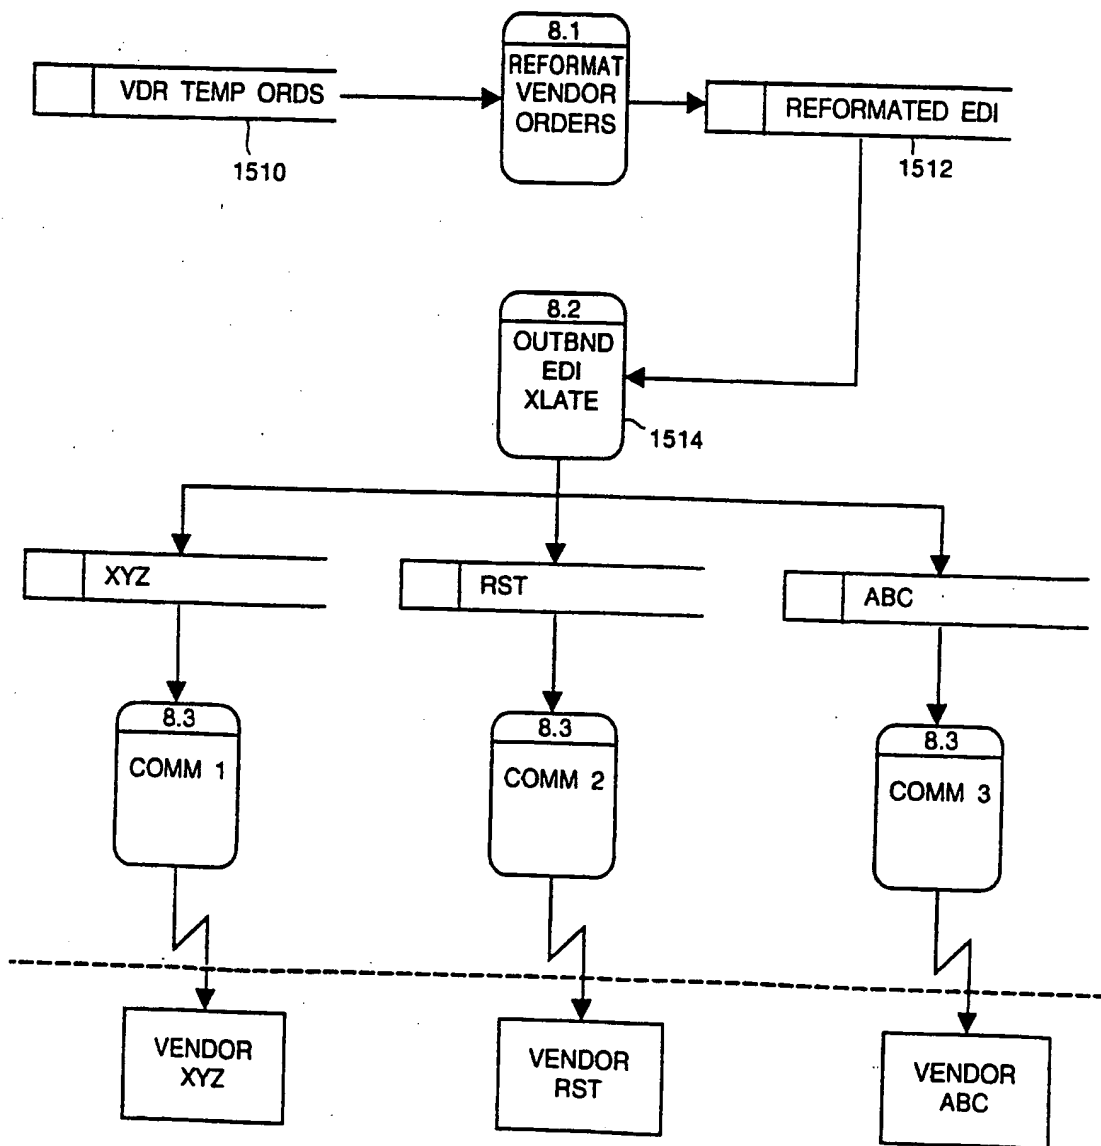 8.1
REFORMAT
VENDOR
ORDERS
VDR TEMP ORDS
REFORMATED EDI
1510
1512
8.2
OUTBND
EDI
XLATE
1514
XYZ
RST
ABC
8.3
COMM 1
8.3
COMM 2
8.3
COMM 3
VENDOR
XYZ
VENDOR
RST
VENDOR
ABC